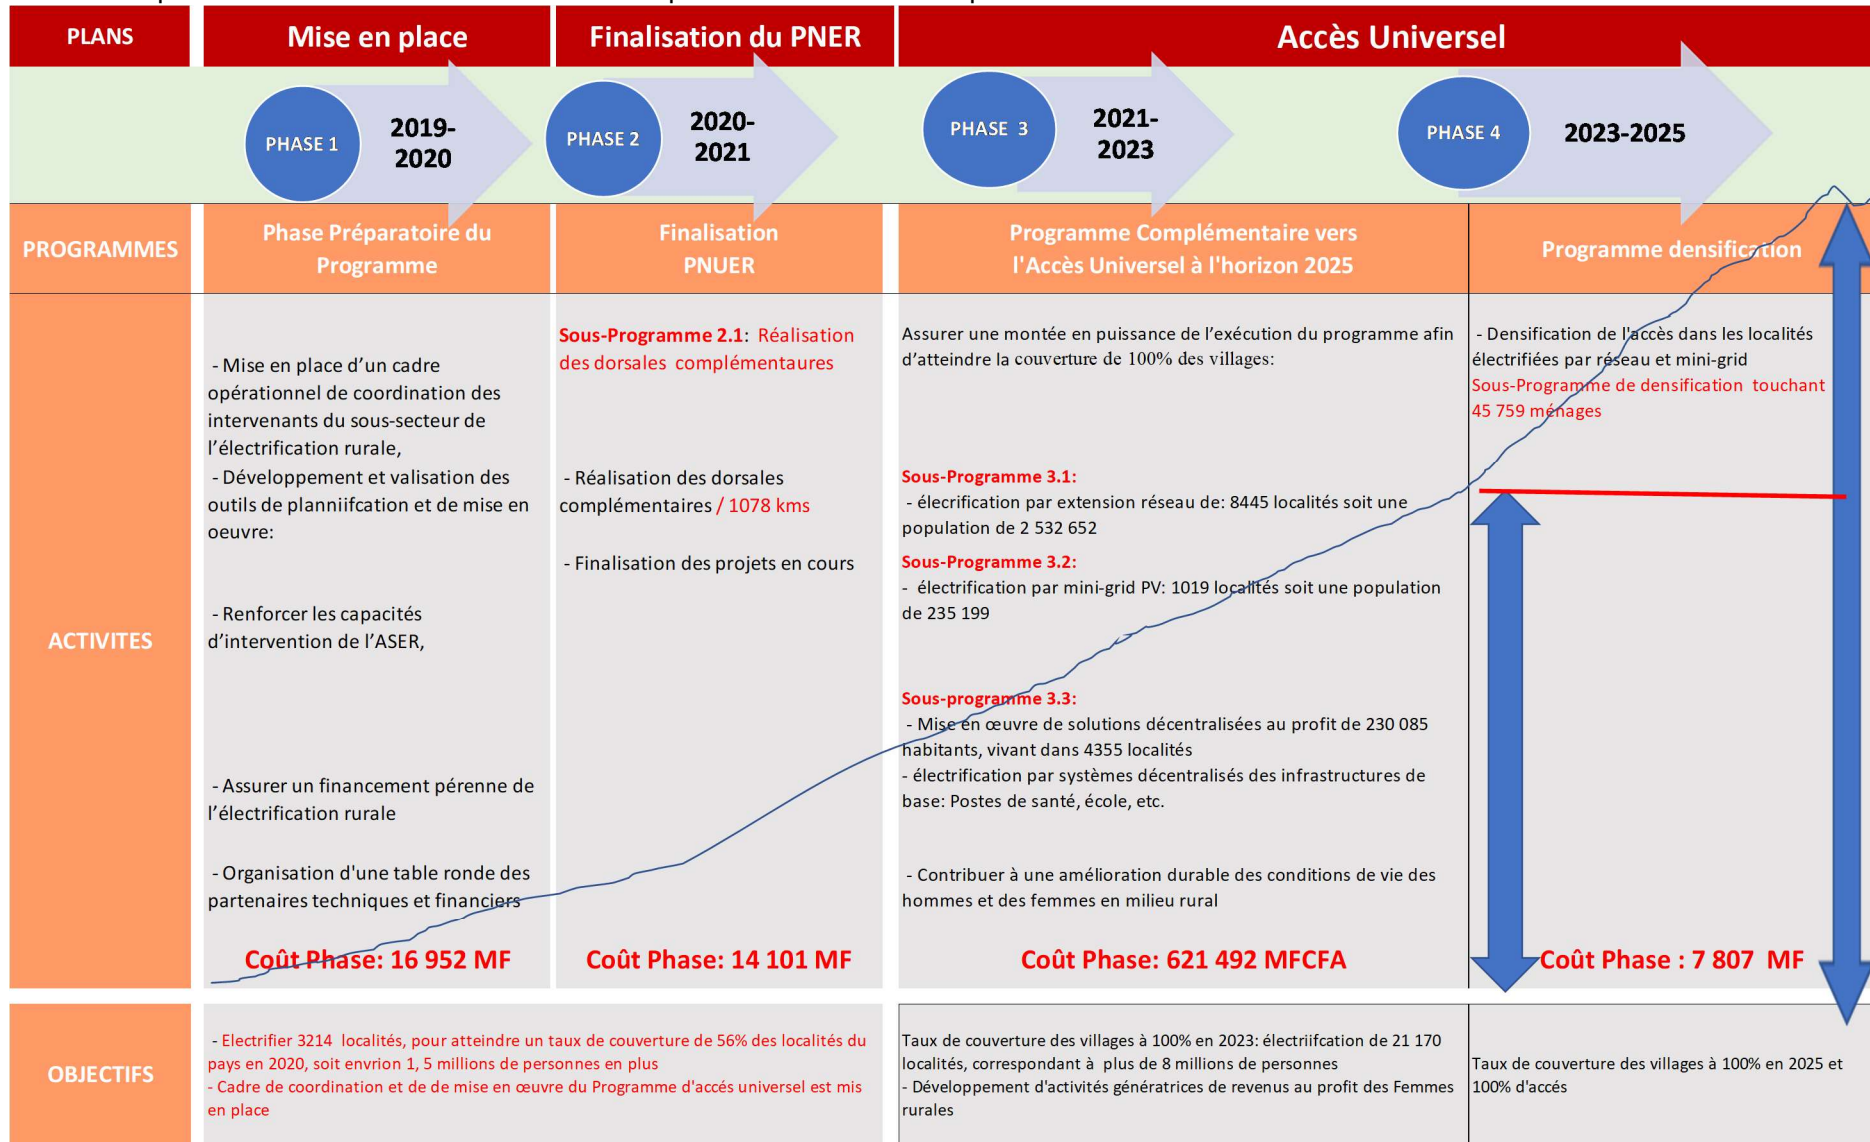 PLANS
Mise en place
Finalisation du PNER
Accès Universel
PHASE 1
2019-
2020
PHASE 2
2020-
2021
PHASE 3
2021-
2023
PHASE 4
2023-2025
PROGRAMMES
Phase Préparatoire du
Programme
Finalisation
PNUER
Programme Complémentaire vers
l'Accès Universel à l'horizon 2025
Programme densification
ACTIVITES
- Mise en place d'un cadre
opérationnel de coordination des
intervenants du sous-secteur de
l'électrification rurale,
- Développement et valisation des
outils de planniifcation et de mise en
oeuvre:
- Renforcer les capacités
d'intervention de l'ASER,
- Assurer un financement pérenne de
l'électrification rurale
- Organisation d'une table ronde des
partenaires techniques et financiers
Coût Phase: 16 952 MF
Sous-Programme 2.1: Réalisation
des dorsales complémentaures
- Réalisation des dorsales
complémentaires / 1078 kms
- Finalisation des projets en cours
Coût Phase: 14 101 MF
Assurer une montée en puissance de l'exécution du programme afin
d'atteindre la couverture de 100% des villages:
Sous-Programme 3.1:
- élecrification par extension réseau de: 8445 localités soit une
population de 2 532 652
Sous-Programme 3.2:
- électrification par mini-grid PV: 1019 localités soit une population
de 235 199
Sous-programme 3.3:
- Mise en œuvre de solutions décentralisées au profit de 230 085
habitants, vivant dans 4355 localités
- électrification par systèmes décentralisés des infrastructures de
base: Postes de santé, école, etc.
- Contribuer à une amélioration durable des conditions de vie des
hommes et des femmes en milieu rural
Coût Phase: 621 492 MFCFA
- Densification de l'accès dans les localités
électrifiées par réseau et mini-grid
Sous-Programme de densification touchant
45 759 ménages
Coût Phase : 7 807 MF
OBJECTIFS
- Electrifier 3214 localités, pour atteindre un taux de couverture de 56% des localités du
pays en 2020, soit envrion 1, 5 millions de personnes en plus
- Cadre de coordination et de de mise en œuvre du Programme d'accés universel est mis
en place
Taux de couverture des villages à 100% en 2023: électriifcation de 21 170
localités, correspondant à plus de 8 millions de personnes
- Développement d'activités génératrices de revenus au profit des Femmes
rurales
Taux de couverture des villages à 100% en 2025 et
100% d'accés